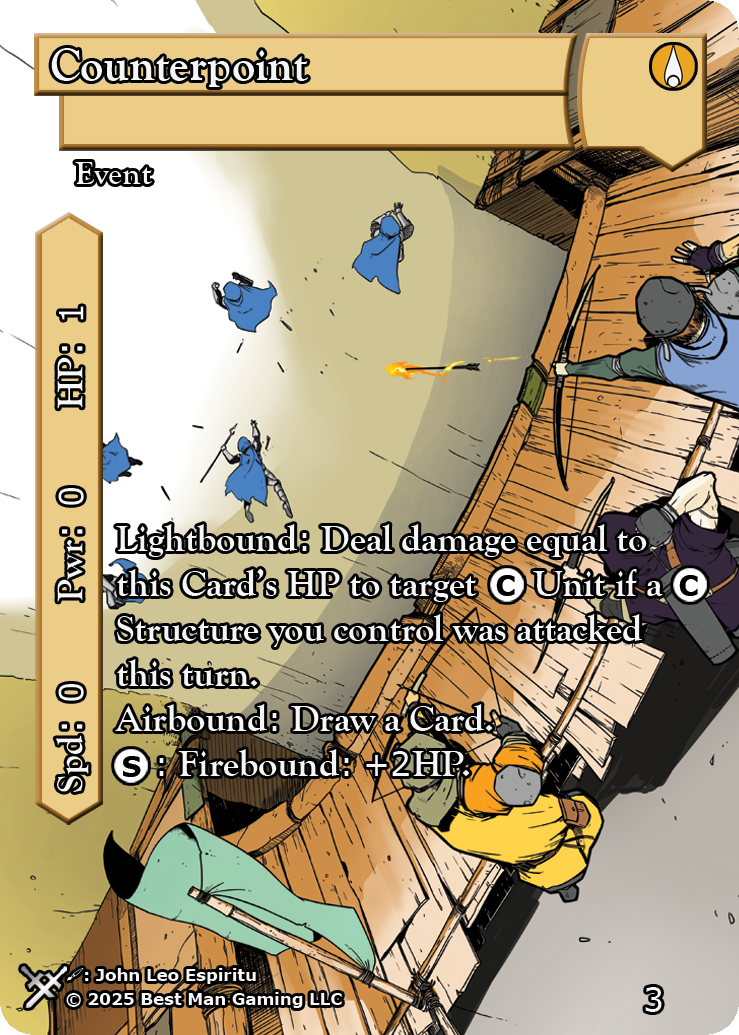 Counterpoint
Event
HP: 1
Pwr: 0
Spd: 0
Lightbound: Deal damage equal to
this Card's HP to target C Unit if a C
Structure you control was attacked
this turn.
Airbound: Draw a Card.
S : Firebound: +2HP.
: John Leo Espiritu
© 2025 Best Man Gaming LLC
3